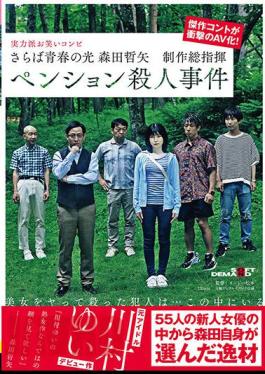 傑作コントが
衝撃のAV化!
実力派お笑いコンビ
さらば青春の光 森田哲矢 制作総指揮
ペンション殺人事件
美女をヤって殺った犯人は…この中にいる
元アイドル
川村
ゆい
デビュー作
55人の新人女優の
中から森田自身が
選んだ逸材